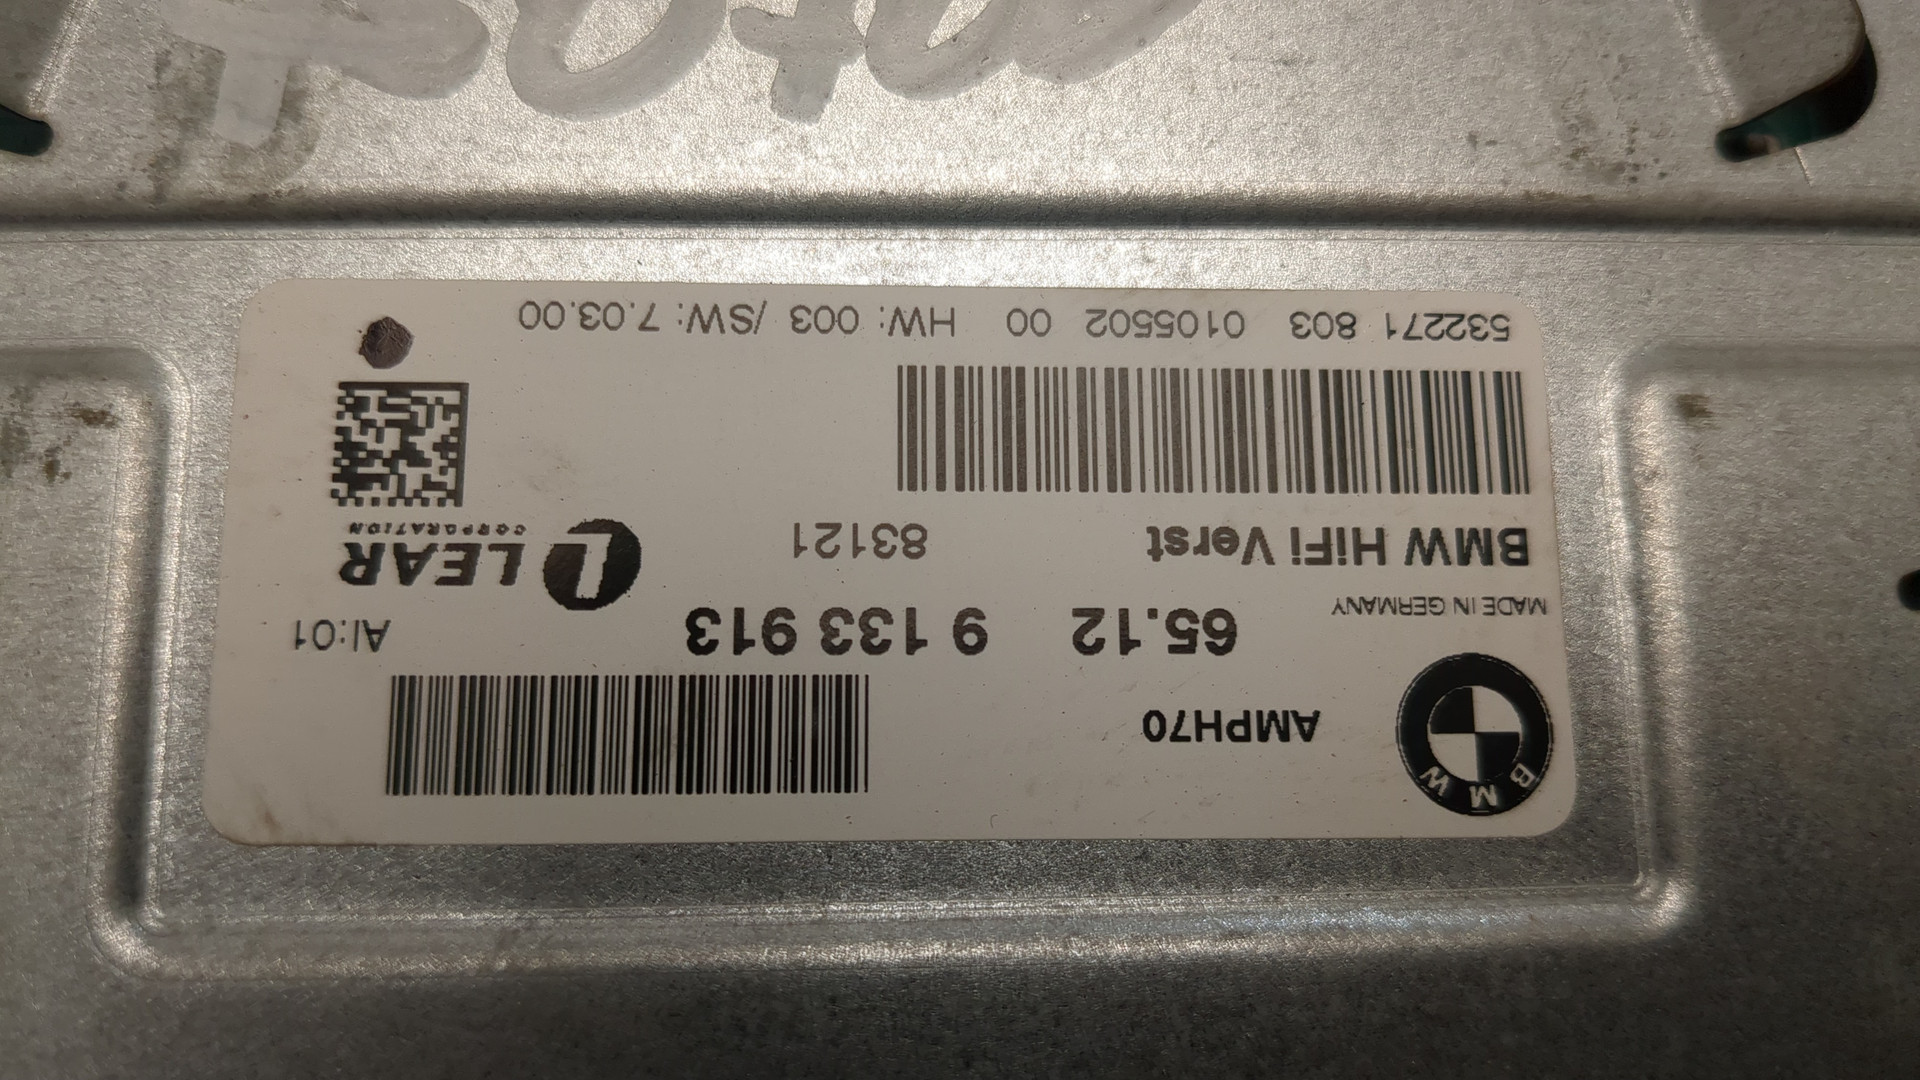 BMW
AMPH70
65.12 9 133 913 AI:01
MADE IN GERMANY
BMW HiFi Verst 83121 LEAR
CORPORATION
532271 803 0105502 00 HW: 003 /SW: 7.03.00